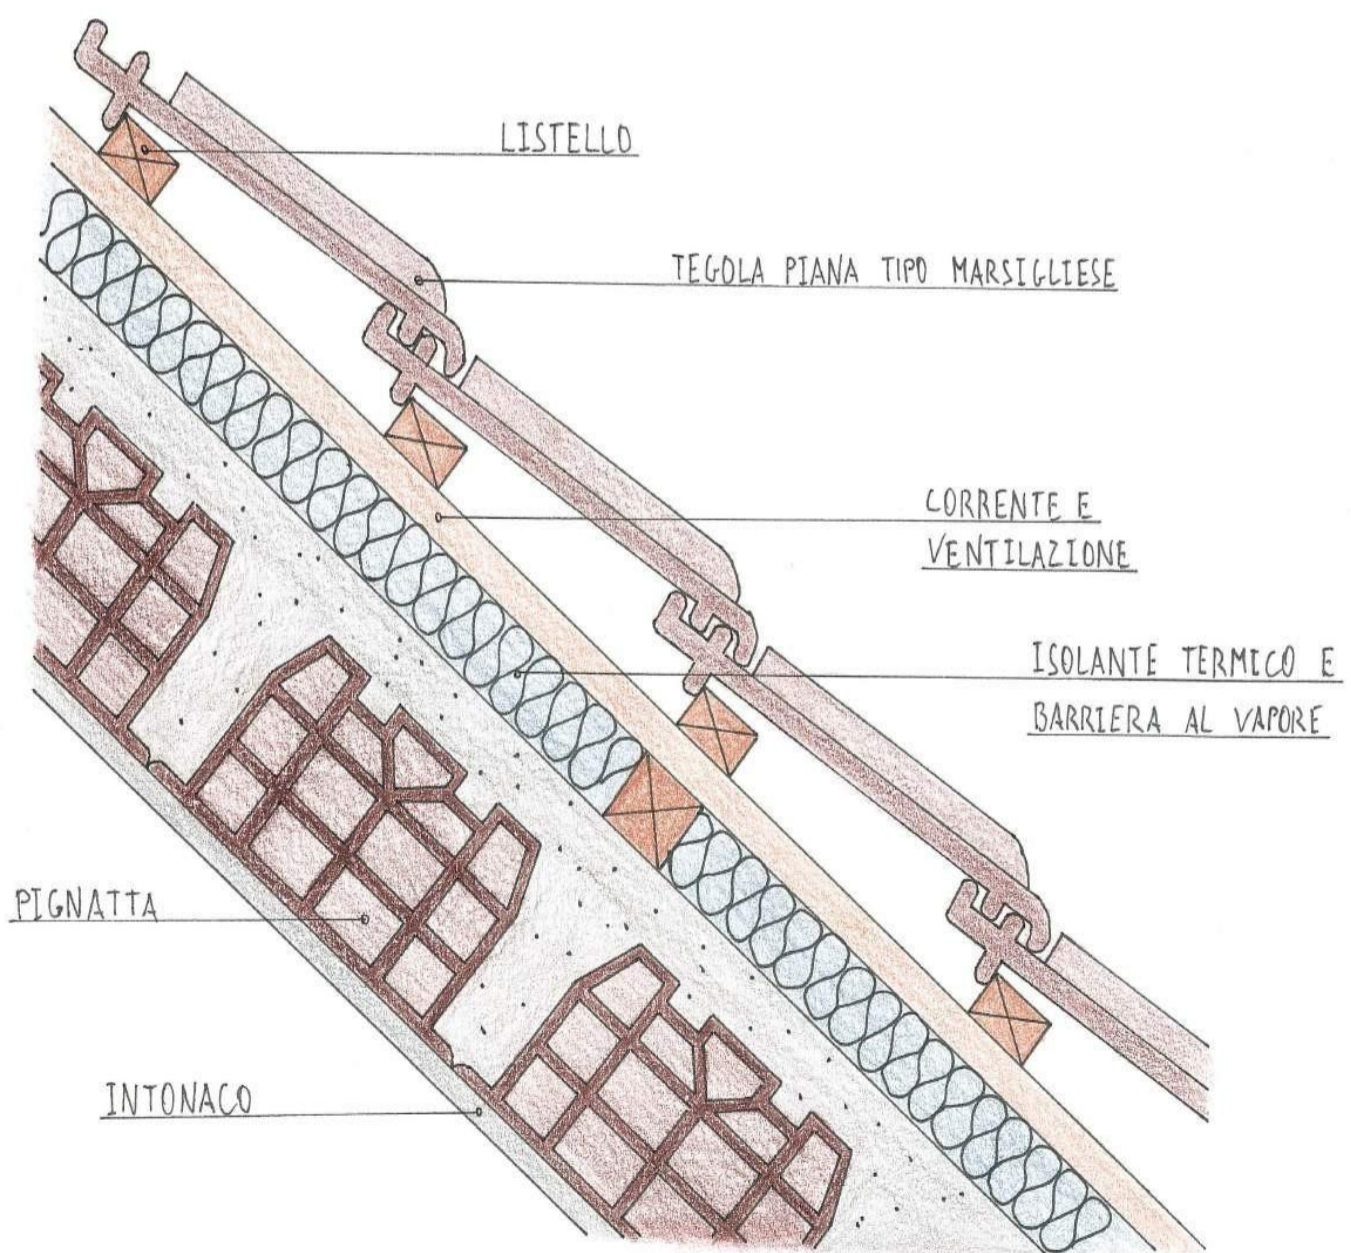 LISTELLO
TEGOLA PIANA TIPO MARSIGLIESE
CORRENTE E
VENTILAZIONE
ISOLANTE TERMICO E
BARRIERA AL VAPORE
PIGNATTA
INTONACO